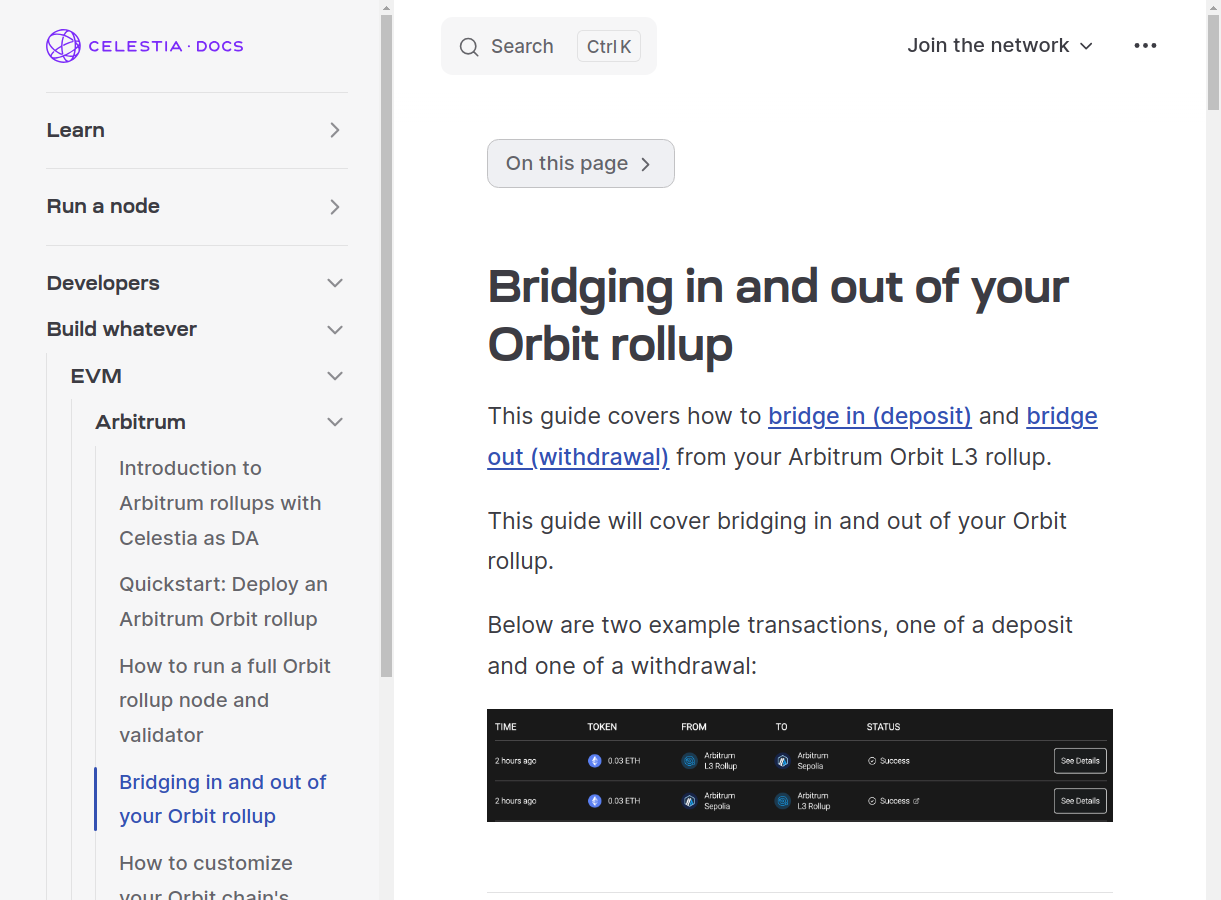 CELESTIA · DOCS
Learn
Run a node
Developers
Build whatever
EVM
Arbitrum
Introduction to
Arbitrum rollups with
Celestia as DA
Quickstart: Deploy an
Arbitrum Orbit rollup
How to run a full Orbit
rollup node and
validator
Bridging in and out of
your Orbit rollup
How to customize
your Orbit chain's
Search Ctrl K
Join the network
On this page
Bridging in and out of your
Orbit rollup
This guide covers how to bridge in (deposit) and bridge
out (withdrawal) from your Arbitrum Orbit L3 rollup.
This guide will cover bridging in and out of your Orbit
rollup.
Below are two example transactions, one of a deposit
and one of a withdrawal:
TIME TOKEN FROM TO STATUS
2 hours ago 0.03 ETH Arbitrum L3 Rollup Arbitrum Sepolia Success See Details
2 hours ago 0.03 ETH Arbitrum Sepolia Arbitrum L3 Rollup Success See Details